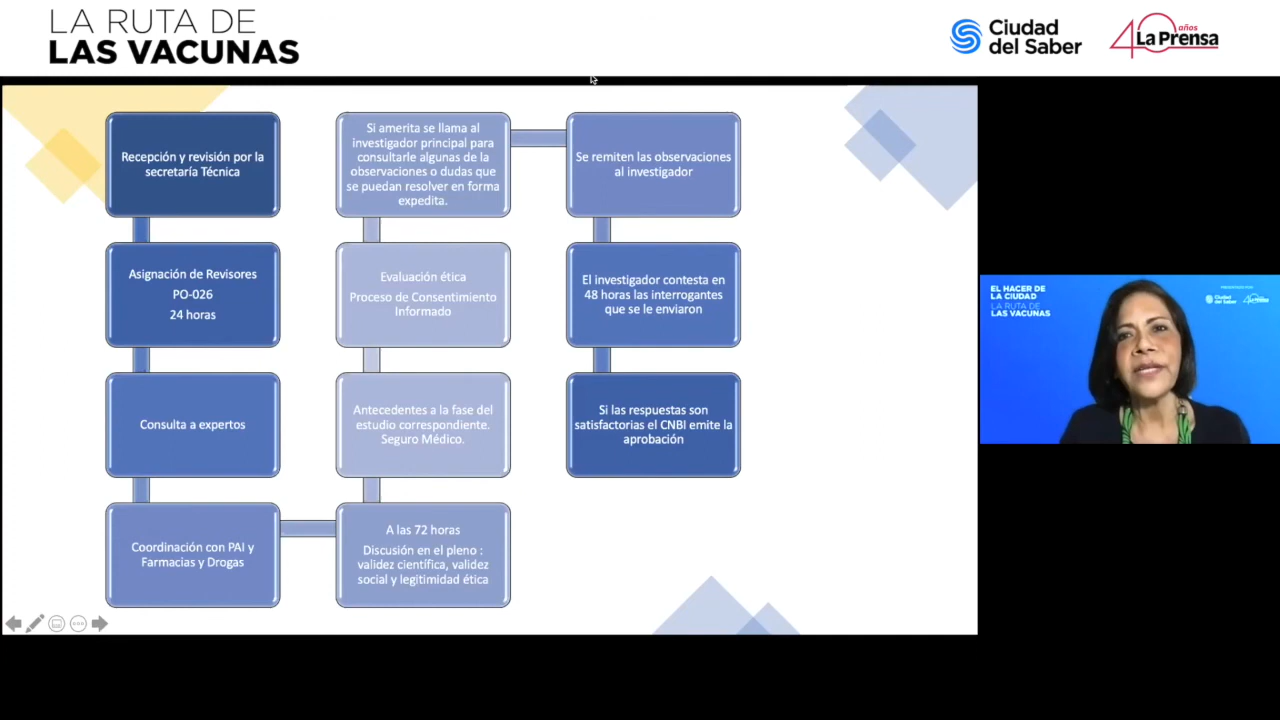 LA RUTA DE
LAS VACUNAS
Ciudad
del Saber
40 años
La Prensa
Recepción y revisión por la
secretaría Técnica
Asignación de Revisores
PO-026
24 horas
Consulta a expertos
Coordinación con PAI y
Farmacias y Drogas
A las 72 horas
Discusión en el pleno :
validez científica, validez
social y legitimidad ética
Antecedentes a la fase del
estudio correspondiente.
Seguro Médico.
Evaluación ética
Proceso de Consentimiento
Informado
Si amerita se llama al
investigador principal para
consultarle algunas de la
observaciones o dudas que
se puedan resolver en forma
expedita.
Se remiten las observaciones
al investigador
El investigador contesta en
48 horas las interrogantes
que se le enviaron
Si las respuestas son
satisfactorias el CNBI emite la
aprobación
EL HACER DE
LA CIUDAD
LA RUTA DE
LAS VACUNAS
Ciudad
del Saber
La Prensa